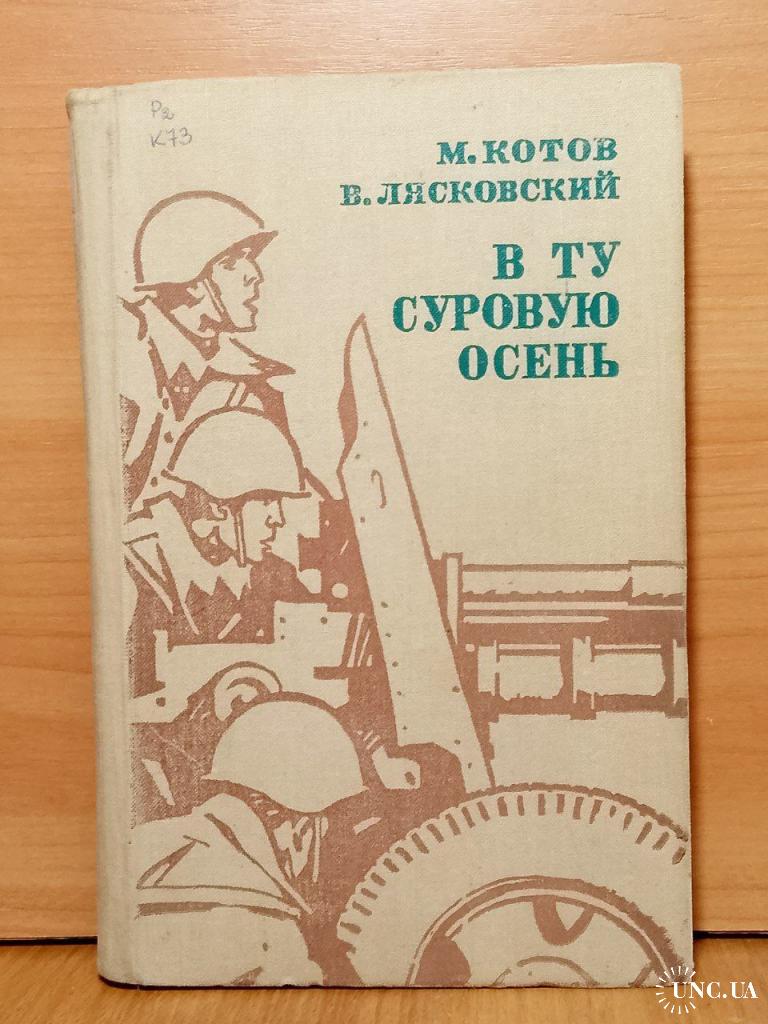 Р2
К73
М. КОТОВ
В. ЛЯСКОВСКИЙ
В ТУ
СУРОВУЮ
ОСЕНЬ
UNC.UA